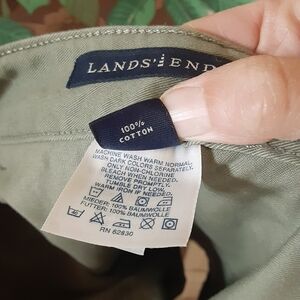 LANDS' END
100%
COTTON
MACHINE WASH WARM NORMAL.
WASH DARK COLORS SEPARATELY.
ONLY NON-CHLORINE
BLEACH WHEN NEEDED.
REMOVE PROMPTLY.
TUMBLE DRY LOW.
WARM IRON IF NEEDED.
MIEDER: 100% BAUMWOLLE
FUTTER: 100% BAUMWOLLE
RN 62830